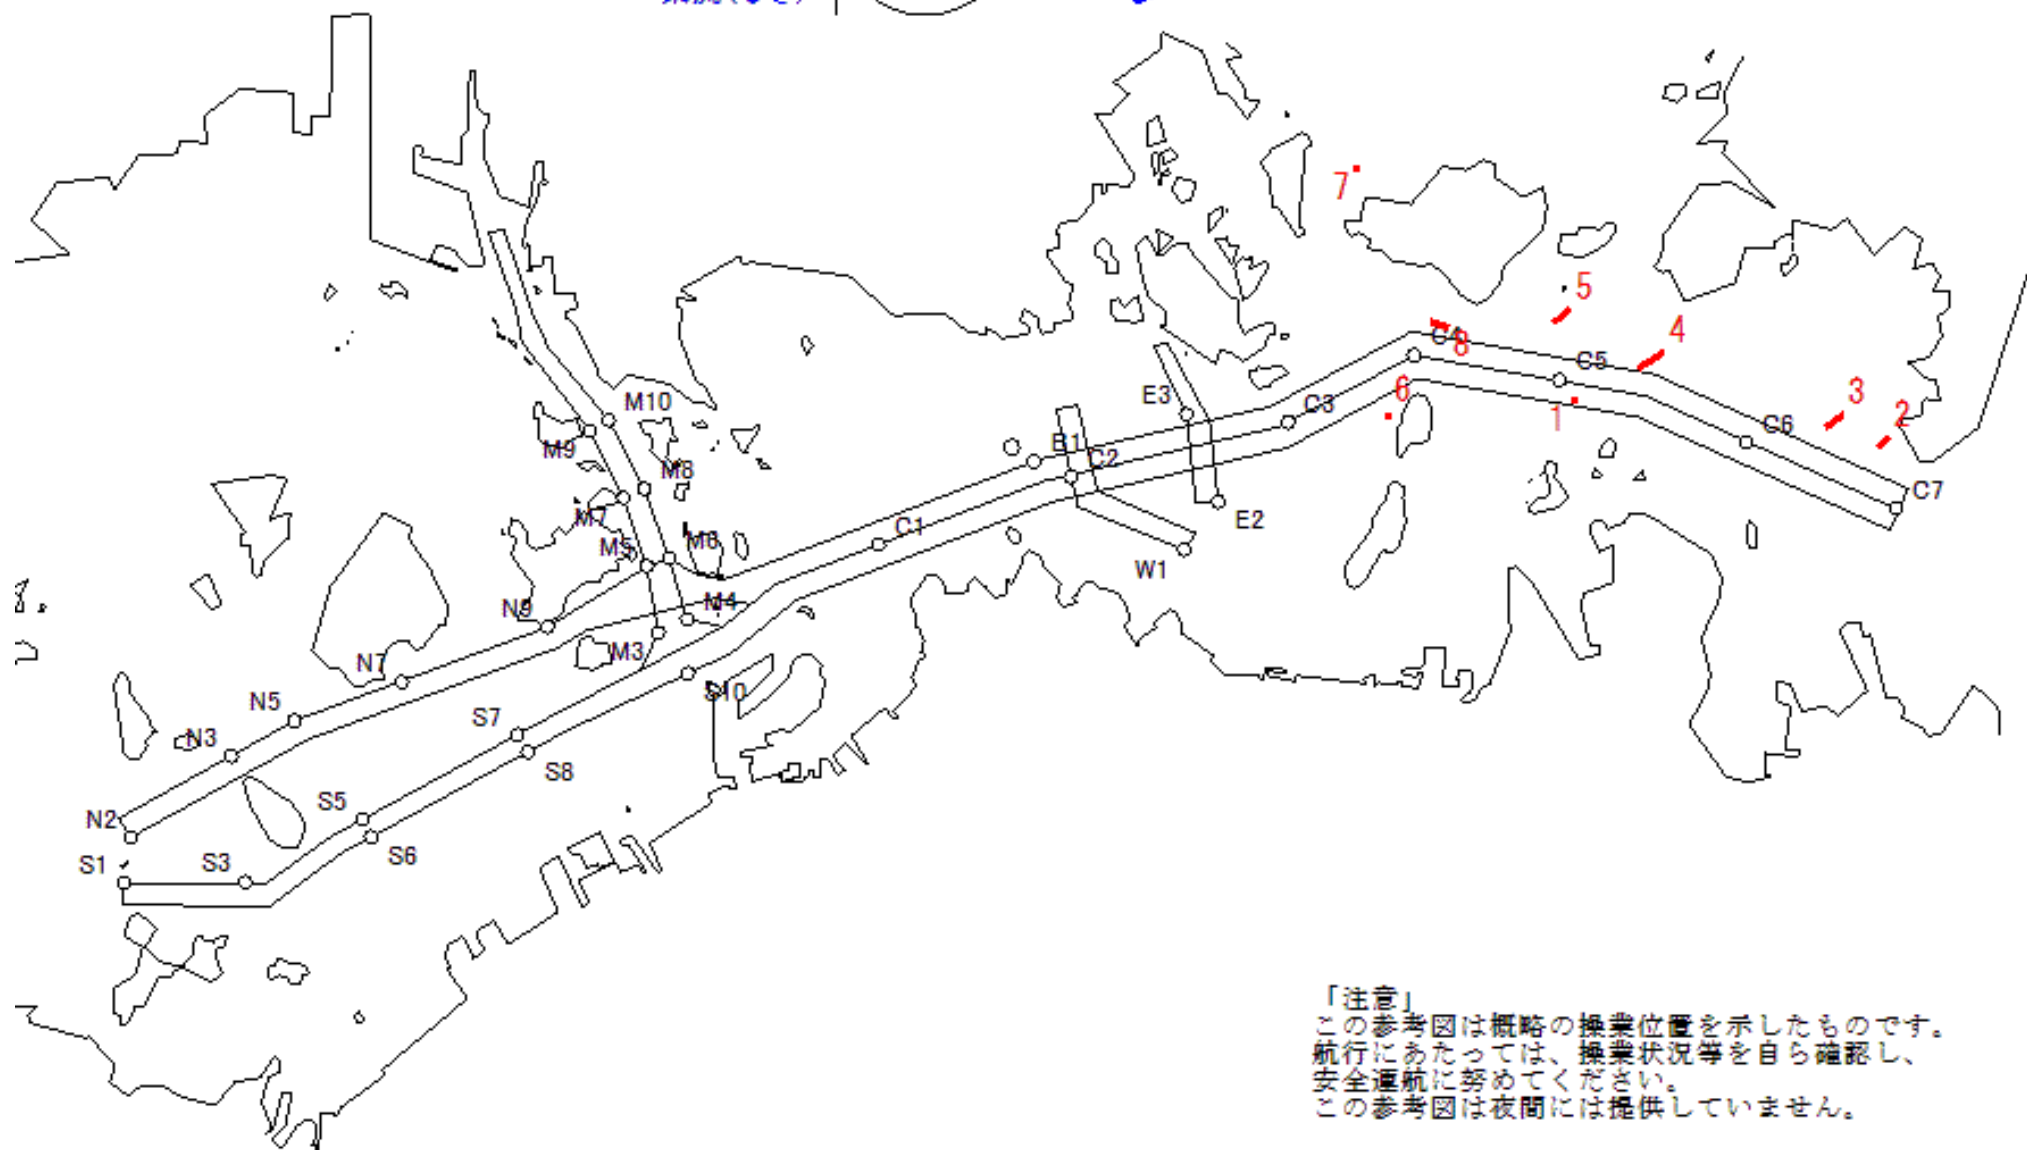 7
5
4
C4
8
C5
3
6
1
2
C6
C7
M10
E3
C3
M9
M8
B1
C2
E2
M7
M5
M6
C1
W1
N9
M4
M3
N7
S10
N5
S7
N3
S8
N2
S5
S1
S3
S6
「注意」
この参考図は概略の操業位置を示したものです。
航行にあたっては、操業状況等を自ら確認し、
安全運航に努めてください。
この参考図は夜間には提供していません。